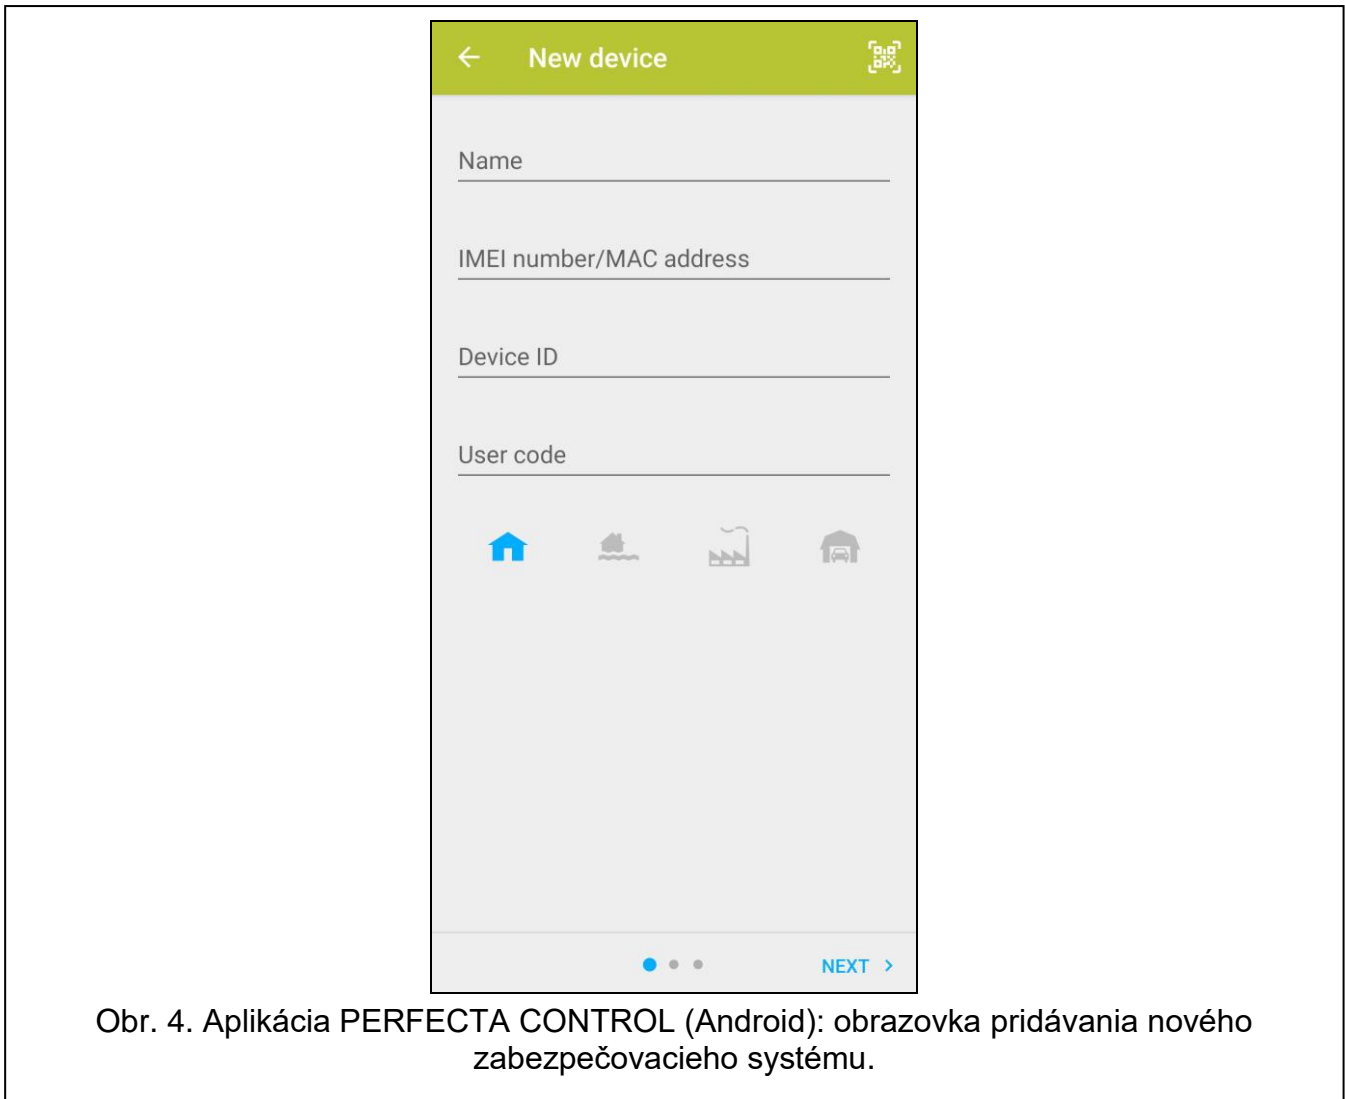 New device
Name
IMEI number/MAC address
Device ID
User code
NEXT
Obr. 4. Aplikácia PERFECTA CONTROL (Android): obrazovka pridávania nového
zabezpečovacieho systému.